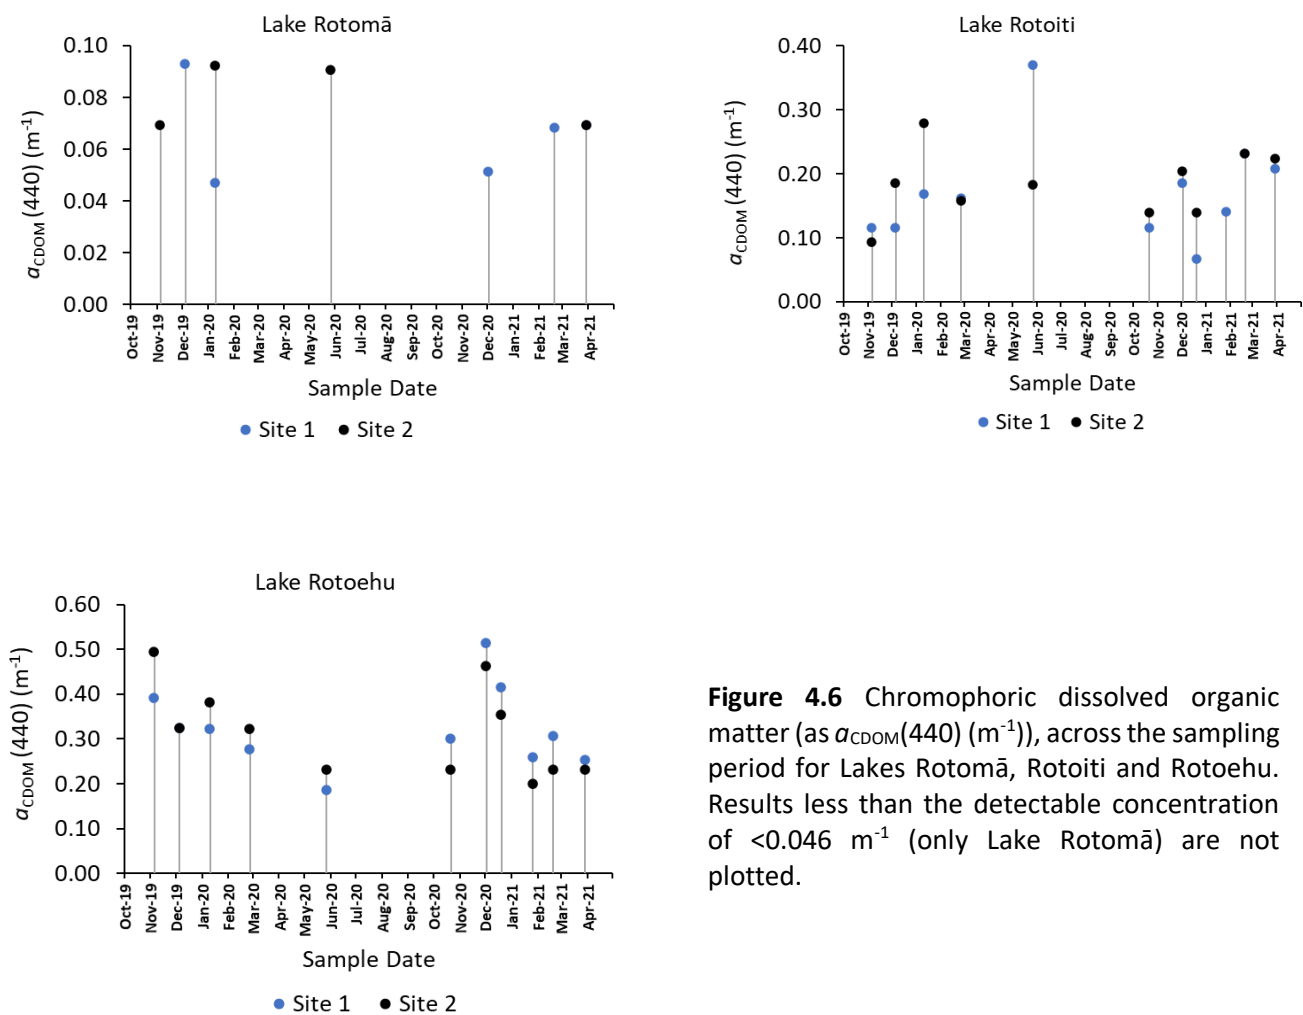 Lake Rotomā
0.10
0.08
0.06
0.04
0.02
0.00
aCDOM(440) (m-1)
Oct-19 Nov-19 Dec-19 Jan-20 Feb-20 Mar-20 Apr-20 May-20 Jun-20 Jul-20 Aug-20 Sep-20 Oct-20 Nov-20 Dec-20 Jan-21 Feb-21 Mar-21 Apr-21
Sample Date
Site 1 Site 2
Lake Rotoiti
0.40
0.30
0.20
0.10
0.00
aCDOM(440) (m-1)
Oct-19 Nov-19 Dec-19 Jan-20 Feb-20 Mar-20 Apr-20 May-20 Jun-20 Jul-20 Aug-20 Sep-20 Oct-20 Nov-20 Dec-20 Jan-21 Feb-21 Mar-21 Apr-21
Sample Date
Site 1 Site 2
Lake Rotoehu
0.60
0.50
0.40
0.30
0.20
0.10
0.00
aCDOM(440) (m-1)
Oct-19 Nov-19 Dec-19 Jan-20 Feb-20 Mar-20 Apr-20 May-20 Jun-20 Jul-20 Aug-20 Sep-20 Oct-20 Nov-20 Dec-20 Jan-21 Feb-21 Mar-21 Apr-21
Sample Date
Site 1 Site 2
Figure 4.6 Chromophoric dissolved organic
matter (as aCDOM(440) (m-1)), across the sampling
period for Lakes Rotomā, Rotoiti and Rotoehu.
Results less than the detectable concentration
of <0.046 m-1 (only Lake Rotomā) are not
plotted.